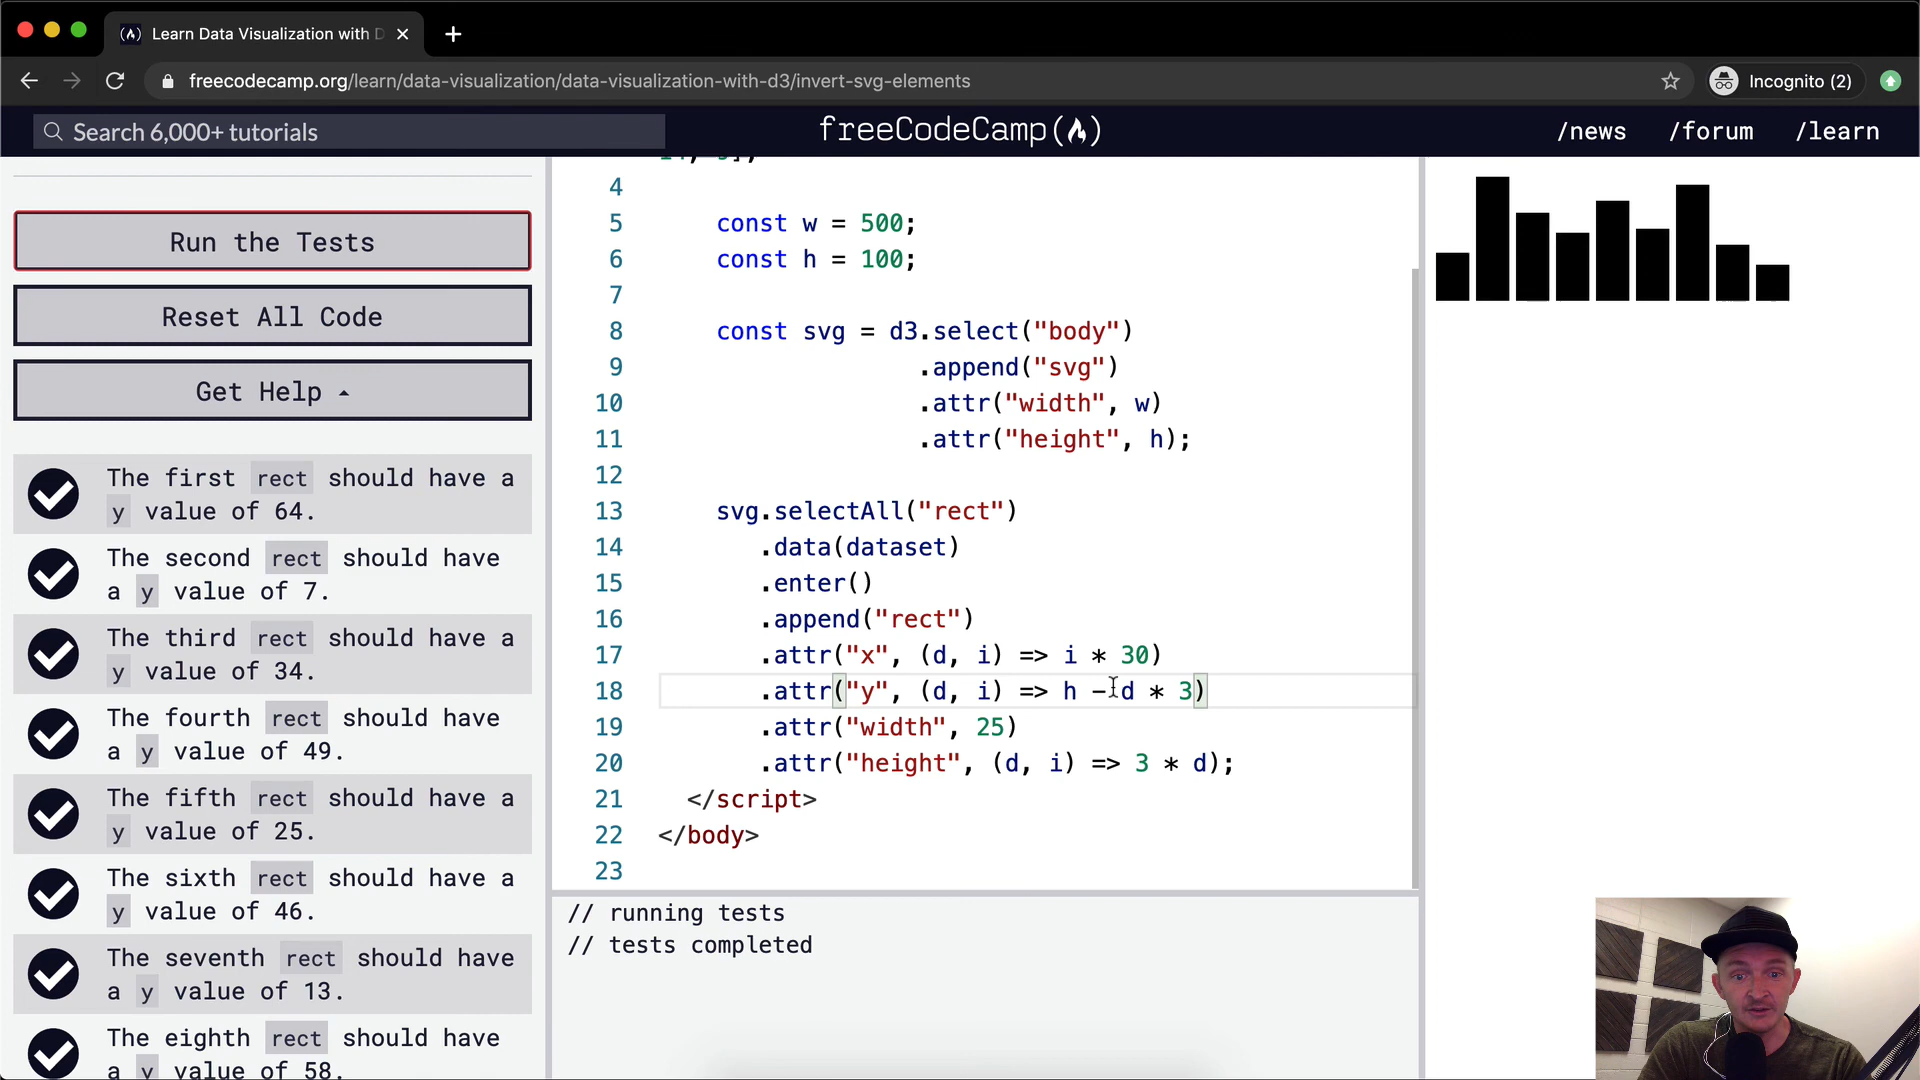 Learn Data Visualization with D
freecodecamp.org/learn/data-visualization/data-visualization-with-d3/invert-svg-elements
Incognito (2)
Search 6,000+ tutorials
freeCodeCamp
/news
/forum
/learn
Run the Tests
Reset All Code
Get Help
The first rect should have a
y value of 64.
The second rect should have
a y value of 7.
The third rect should have a
y value of 34.
The fourth rect should have
a y value of 49.
The fifth rect should have a
y value of 25.
The sixth rect should have a
y value of 46.
The seventh rect should have
a y value of 13.
The eighth rect should have
a y value of 58.
4
5 const w = 500;
6 const h = 100;
7
8 const svg = d3.select("body")
9 .append("svg")
10 .attr("width", w)
11 .attr("height", h);
12
13 svg.selectAll("rect")
14 .data(dataset)
15 .enter()
16 .append("rect")
17 .attr("x", (d, i) => i * 30)
18 .attr("y", (d, i) => h - d * 3)
19 .attr("width", 25)
20 .attr("height", (d, i) => 3 * d);
21 </script>
22 </body>
23
// running tests
// tests completed